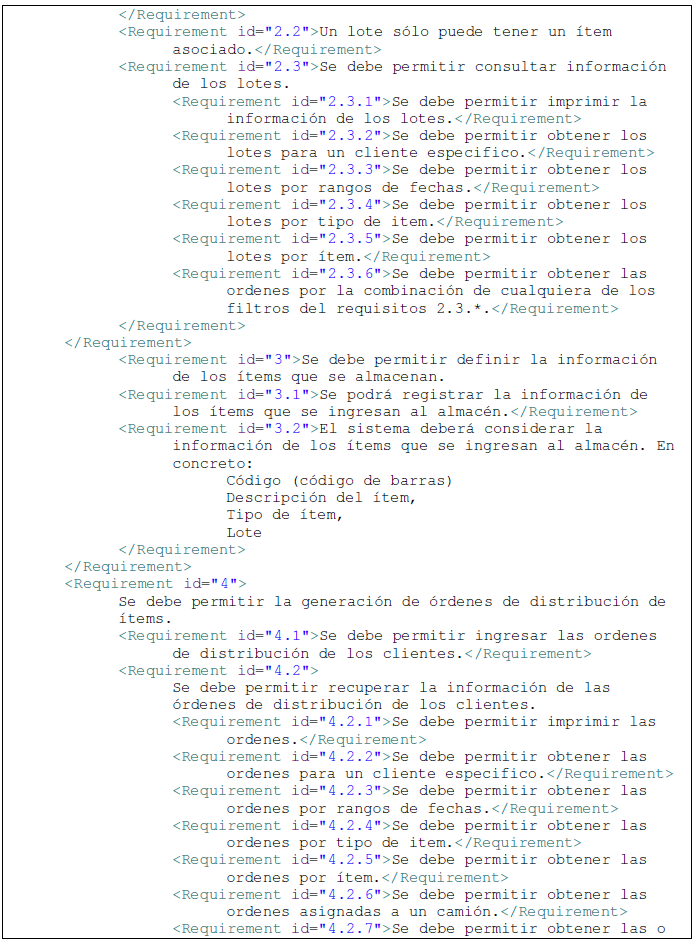 </Requirement>
<Requirement id="2.2">Un lote sólo puede tener un ítem
asociado.</Requirement>
<Requirement id="2.3">Se debe permitir consultar información
de los lotes.
<Requirement id="2.3.1">Se debe permitir imprimir la
información de los lotes.</Requirement>
<Requirement id="2.3.2">Se debe permitir obtener los
lotes para un cliente especifico.</Requirement>
<Requirement id="2.3.3">Se debe permitir obtener los
lotes por rangos de fechas.</Requirement>
<Requirement id="2.3.4">Se debe permitir obtener los
lotes por tipo de item.</Requirement>
<Requirement id="2.3.5">Se debe permitir obtener los
lotes por ítem.</Requirement>
<Requirement id="2.3.6">Se debe permitir obtener las
ordenes por la combinación de cualquiera de los
filtros del requisitos 2.3.*.</Requirement>
</Requirement>
</Requirement>
<Requirement id="3">Se debe permitir definir la información
de los ítems que se almacenan.
<Requirement id="3.1">Se podrá registrar la información de
los ítems que se ingresan al almacén.</Requirement>
<Requirement id="3.2">El sistema deberá considerar la
información de los ítems que se ingresan al almacén. En
concreto:
Código (código de barras)
Descripción del ítem,
Tipo de ítem,
Lote
</Requirement>
</Requirement>
<Requirement id="4">
Se debe permitir la generación de órdenes de distribución de
ítems.
<Requirement id="4.1">Se debe permitir ingresar las ordenes
de distribución de los clientes.</Requirement>
<Requirement id="4.2">
Se debe permitir recuperar la información de las
órdenes de distribución de los clientes.
<Requirement id="4.2.1">Se debe permitir imprimir las
ordenes.</Requirement>
<Requirement id="4.2.2">Se debe permitir obtener las
ordenes para un cliente especifico.</Requirement>
<Requirement id="4.2.3">Se debe permitir obtener las
ordenes por rangos de fechas.</Requirement>
<Requirement id="4.2.4">Se debe permitir obtener las
ordenes por tipo de item.</Requirement>
<Requirement id="4.2.5">Se debe permitir obtener las
ordenes por ítem.</Requirement>
<Requirement id="4.2.6">Se debe permitir obtener las
ordenes asignadas a un camión.</Requirement>
<Requirement id="4.2.7">Se debe permitir obtener las o